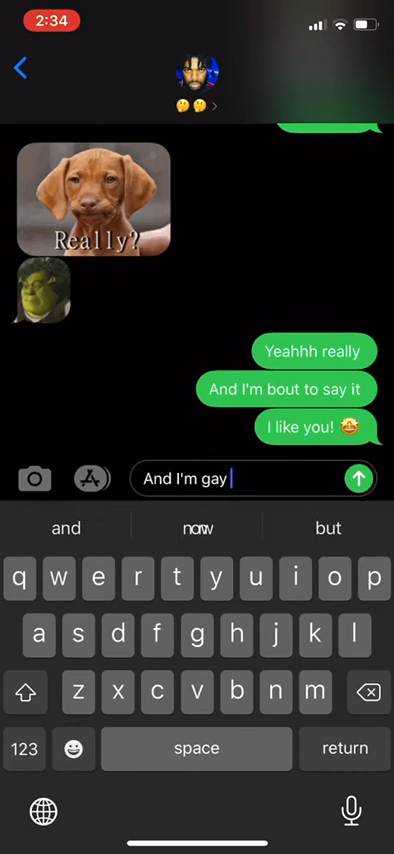 2:34
Really?
Yeahhh really
And I'm bout to say it
I like you! 🤩
And I'm gay
and but
q w e r t y u i o p
a s d f g h j k l
z x c v b n m
123 space return